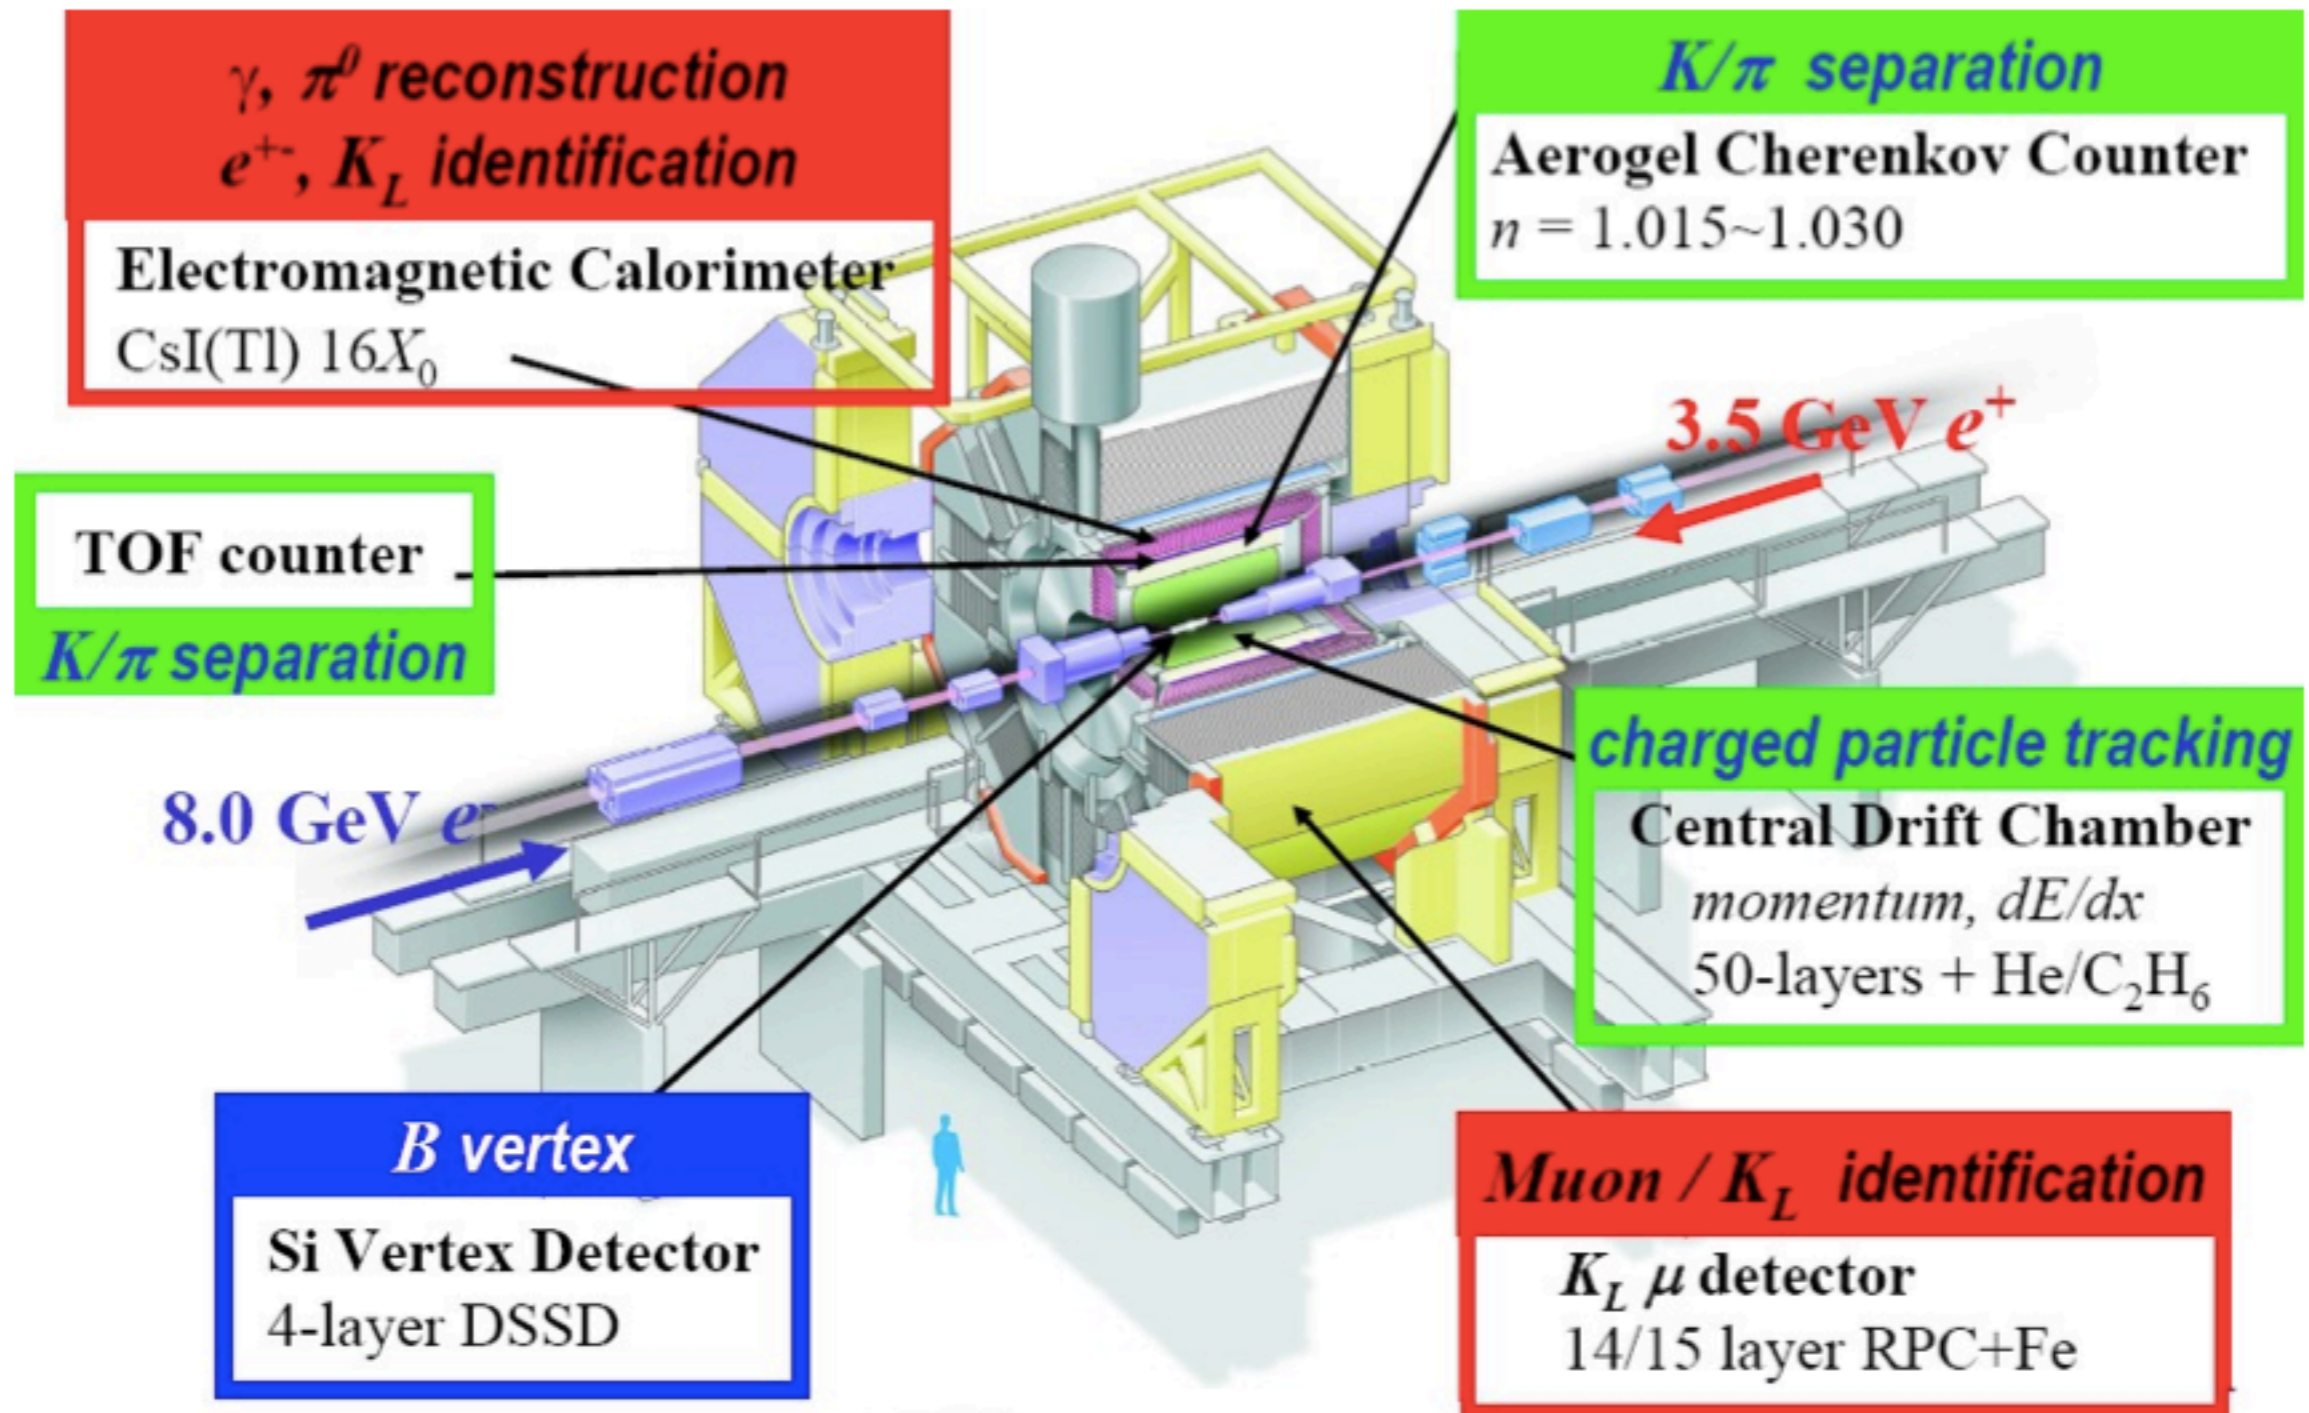 γ, π⁰ reconstruction
e⁺⁻, K_L identification
Electromagnetic Calorimeter
CsI(Tl) 16X₀
K/π separation
Aerogel Cherenkov Counter
n = 1.015~1.030
3.5 GeV e⁺
TOF counter
K/π separation
8.0 GeV e⁻
charged particle tracking
Central Drift Chamber
momentum, dE/dx
50-layers + He/C₂H₆
B vertex
Si Vertex Detector
4-layer DSSD
Muon / K_L identification
K_L μ detector
14/15 layer RPC+Fe